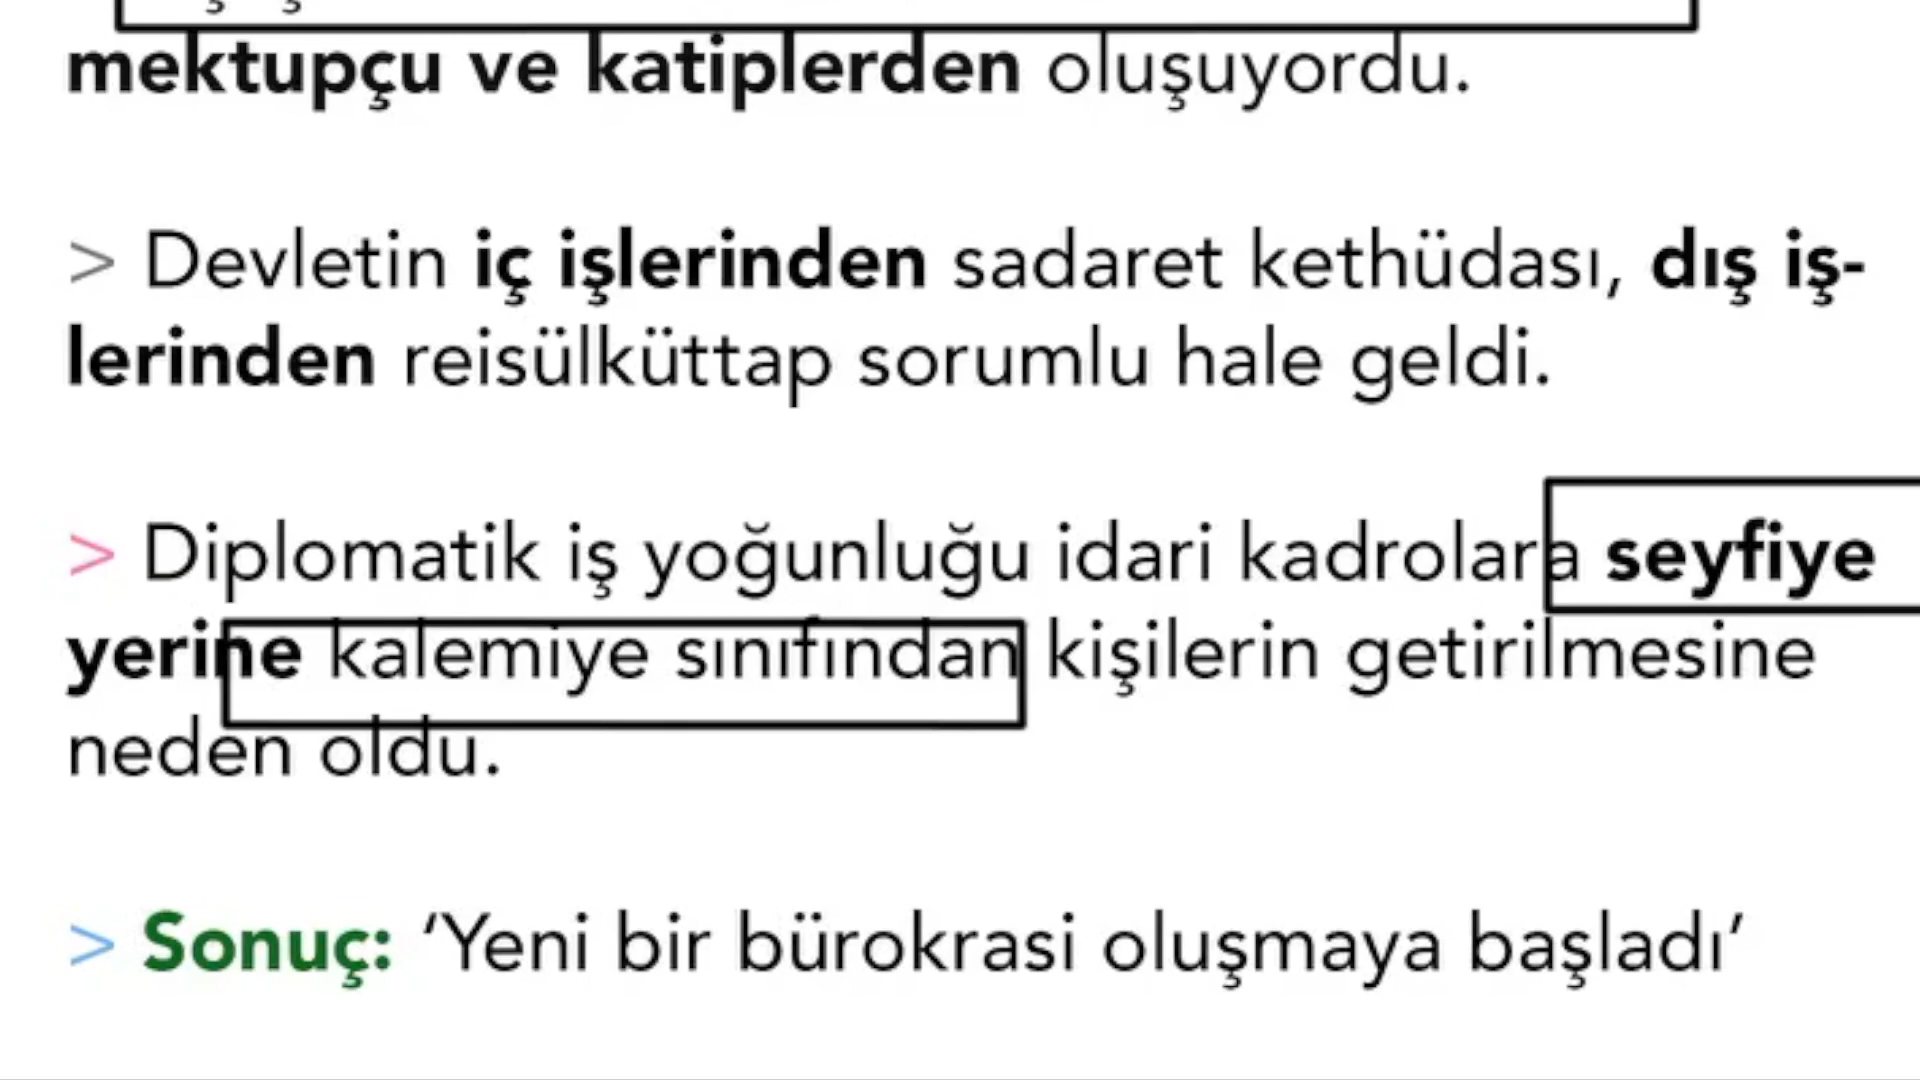 mektupçu ve katiplerden oluşuyordu.
> Devletin iç işlerinden sadaret kethüdası, dış iş-
lerinden reisülküttap sorumlu hale geldi.
> Diplomatik iş yoğunluğu idari kadrolara seyfiye
yerine kalemiye sınıfından kişilerin getirilmesine
neden oldu.
> Sonuç: ‘Yeni bir bürokrasi oluşmaya başladı’